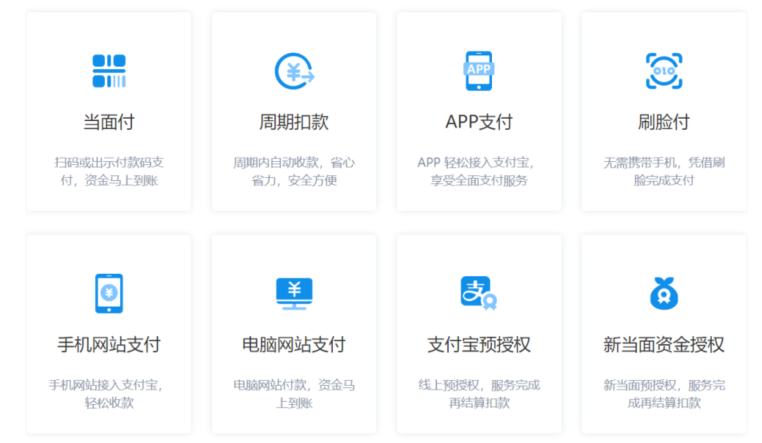 当面付
扫码或出示付款码支
付，资金马上到账
周期扣款
周期内自动收款，省心
省力，安全方便
APP
APP支付
APP 轻松接入支付宝，
享受全面支付服务
刷脸付
无需携带手机，凭借刷
脸完成支付
手机网站支付
手机网站接入支付宝，
轻松收款
电脑网站支付
电脑网站付款，资金马
上到账
支
支付宝预授权
线上预授权，服务完成
再结算扣款
新当面资金授权
新当面预授权，服务完
成再结算扣款